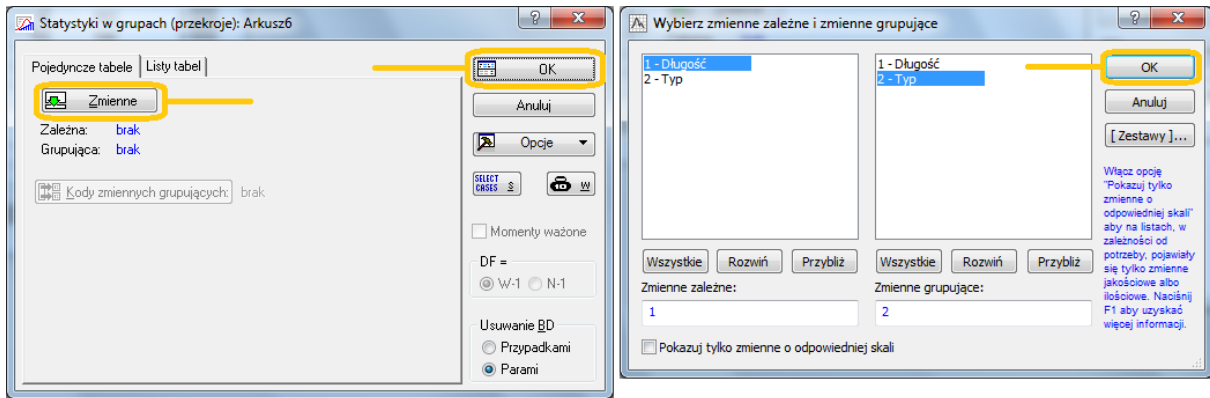 Statystyki w grupach (przekroje): Arkusz6
Pojedyncze tabele
Listy tabel
Zmienne
Zależna: brak
Grupująca: brak
Kody zmiennych grupujących: brak
OK
Anuluj
Opcje
SELECT CASES S
W
Momenty ważone
DF =
W-1 N-1
Usuwanie BD
Przypadkami
Parami
Wybierz zmienne zależne i zmienne grupujące
1 - Długość
2 - Typ
1 - Długość
2 - Typ
Wszystkie Rozwiń Przybliż
Wszystkie Rozwiń Przybliż
Zmienne zależne:
1
Zmienne grupujące:
2
Pokazuj tylko zmienne o odpowiedniej skali
OK
Anuluj
[ Zestawy ]...
Włącz opcję
"Pokazuj tylko
zmienne o
odpowiedniej skali"
aby na listach, w
zależności od
potrzeby, pojawiały
się tylko zmienne
jakościowe albo
ilościowe. Naciśnij
F1 aby uzyskać
więcej informacji.